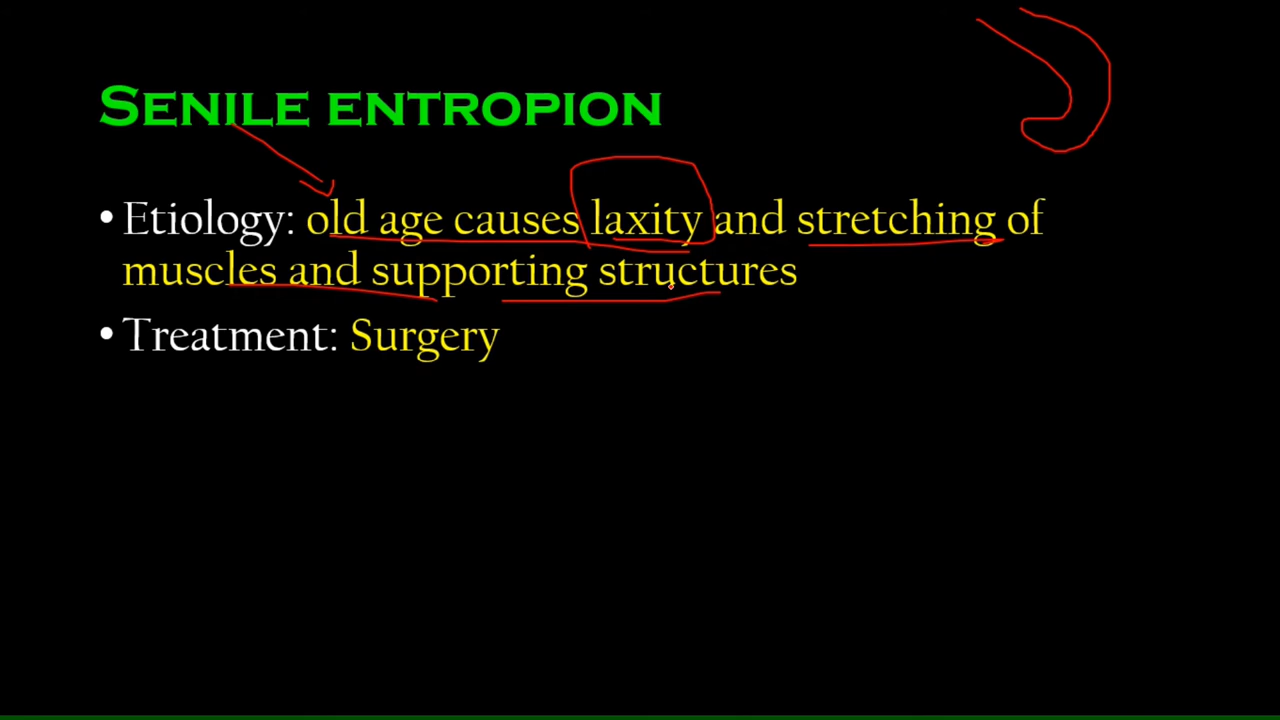 SENILE ENTROPION
• Etiology: old age causes laxity and stretching of
muscles and supporting structures
• Treatment: Surgery